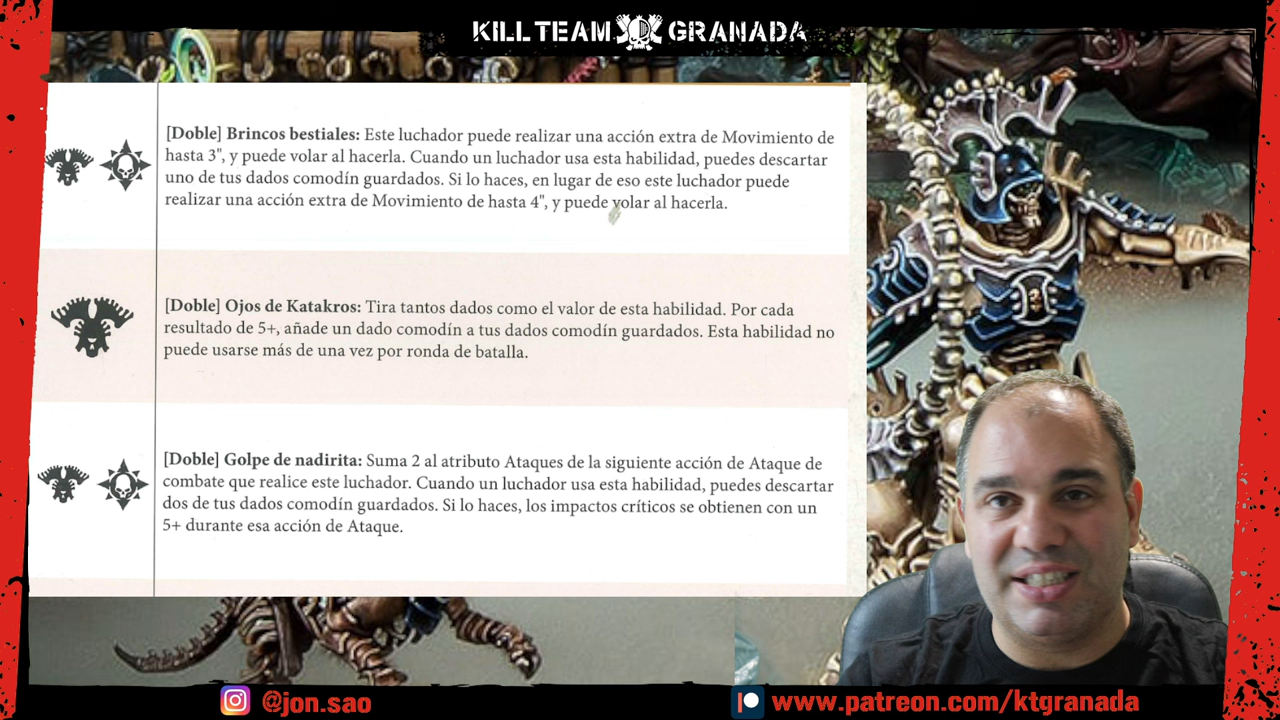 KILLTEAM GRANADA
[Doble] Brincos bestiales: Este luchador puede realizar una acción extra de Movimiento de
hasta 3", y puede volar al hacerla. Cuando un luchador usa esta habilidad, puedes descartar
uno de tus dados comodín guardados. Si lo haces, en lugar de eso este luchador puede
realizar una acción extra de Movimiento de hasta 4", y puede volar al hacerla.
[Doble] Ojos de Katakros: Tira tantos dados como el valor de esta habilidad. Por cada
resultado de 5+, añade un dado comodín a tus dados comodín guardados. Esta habilidad no
puede usarse más de una vez por ronda de batalla.
[Doble] Golpe de nadirita: Suma 2 al atributo Ataques de la siguiente acción de Ataque de
combate que realice este luchador. Cuando un luchador usa esta habilidad, puedes descartar
dos de tus dados comodín guardados. Si lo haces, los impactos críticos se obtienen con un
5+ durante esa acción de Ataque.
@jon.sao
www.patreon.com/ktgranada